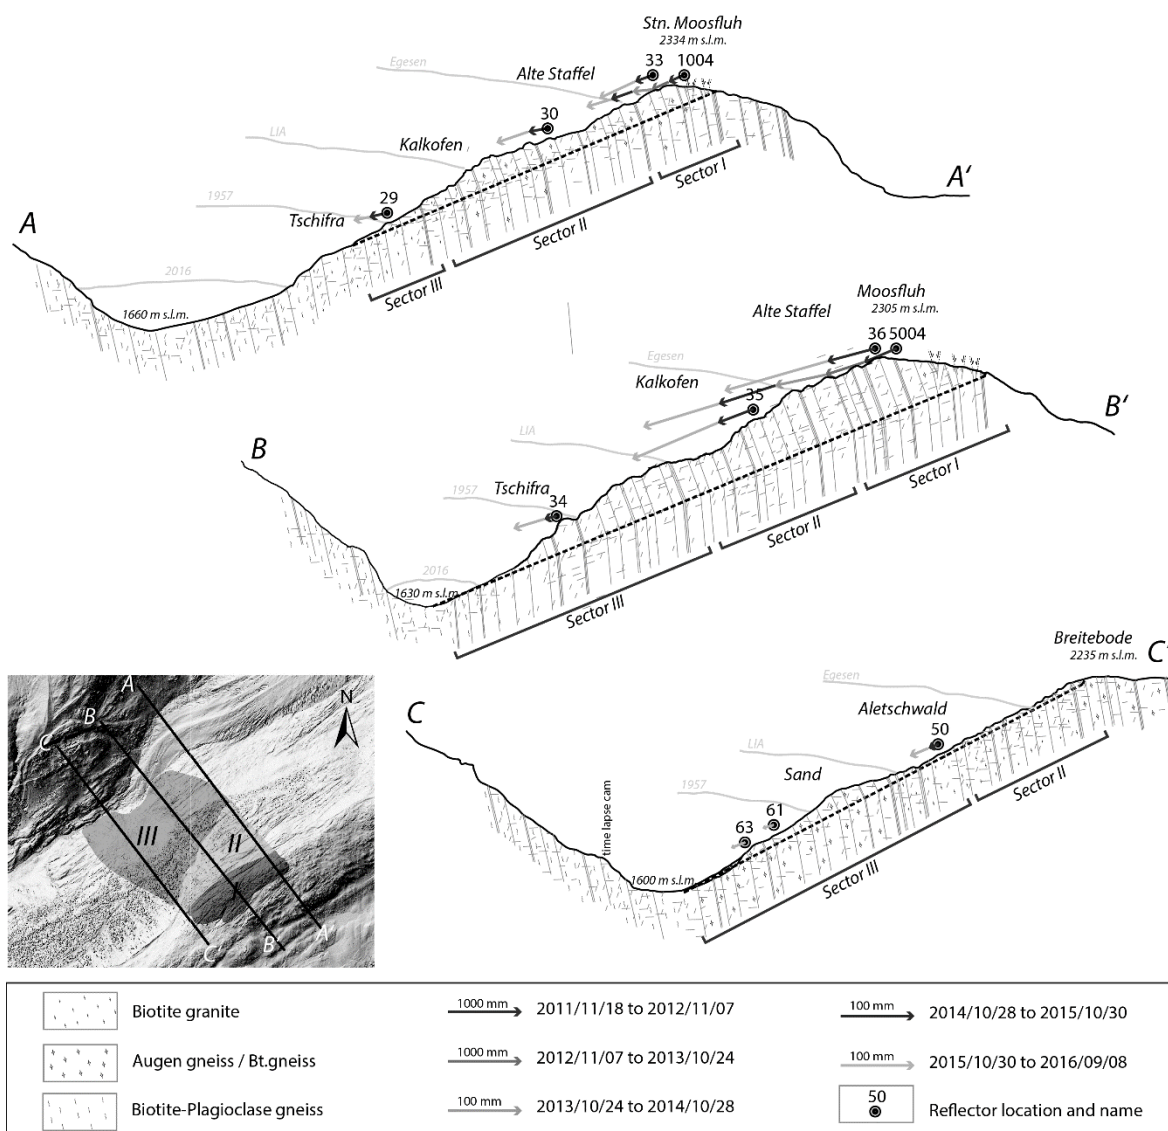 Stn. Moosfluh
2334 m s.l.m.
33 1004
Egesen
Alte Staffel
30
LIA
Kalkofen
A'
1957
29
Tschifra
A
Sector I
Sector II
Sector III
2016
1660 m s.l.m.
Moosfluh
2305 m s.l.m.
Alte Staffel
36 5004
Egesen
Kalkofen
35
B'
LIA
B
Tschifra
1957
34
Sector I
Sector II
2016
1630 m s.l.m.
Sector III
Breitebode
2235 m s.l.m.
C'
Egesen
C
Aletschwald
50
LIA
Sand
1957
61
63
time lapse cam
1600 m s.l.m.
Sector II
Sector III
A
N
B
C
III
II
I
A'
B'
C'
Biotite granite
Augen gneiss / Bt.gneiss
Biotite-Plagioclase gneiss
1000 mm
2011/11/18 to 2012/11/07
1000 mm
2012/11/07 to 2013/10/24
100 mm
2013/10/24 to 2014/10/28
100 mm
2014/10/28 to 2015/10/30
100 mm
2015/10/30 to 2016/09/08
50
Reflector location and name